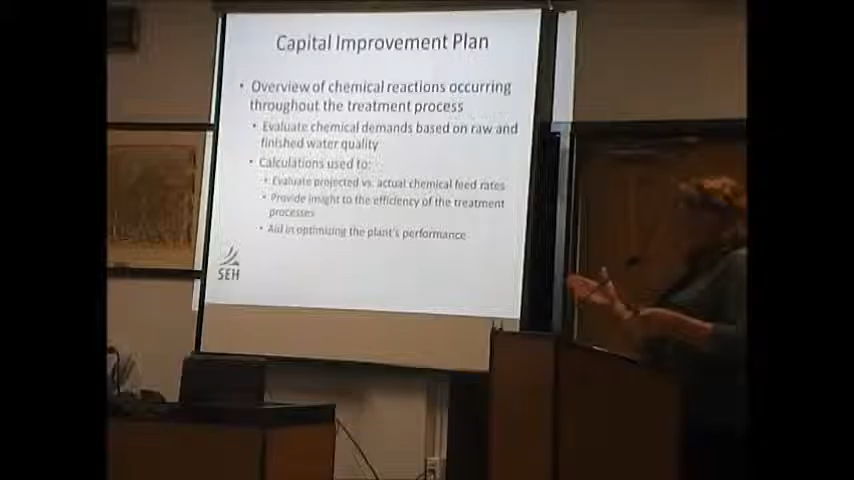 Capital Improvement Plan
• Overview of chemical reactions occurring
throughout the treatment process
• Evaluate chemical demands based on raw and
finished water quality
• Calculations used to:
• Evaluate projected vs. actual chemical feed rates
• Provide insight to the efficiency of the treatment
processes
• Aid in optimizing the plant's performance
SEH